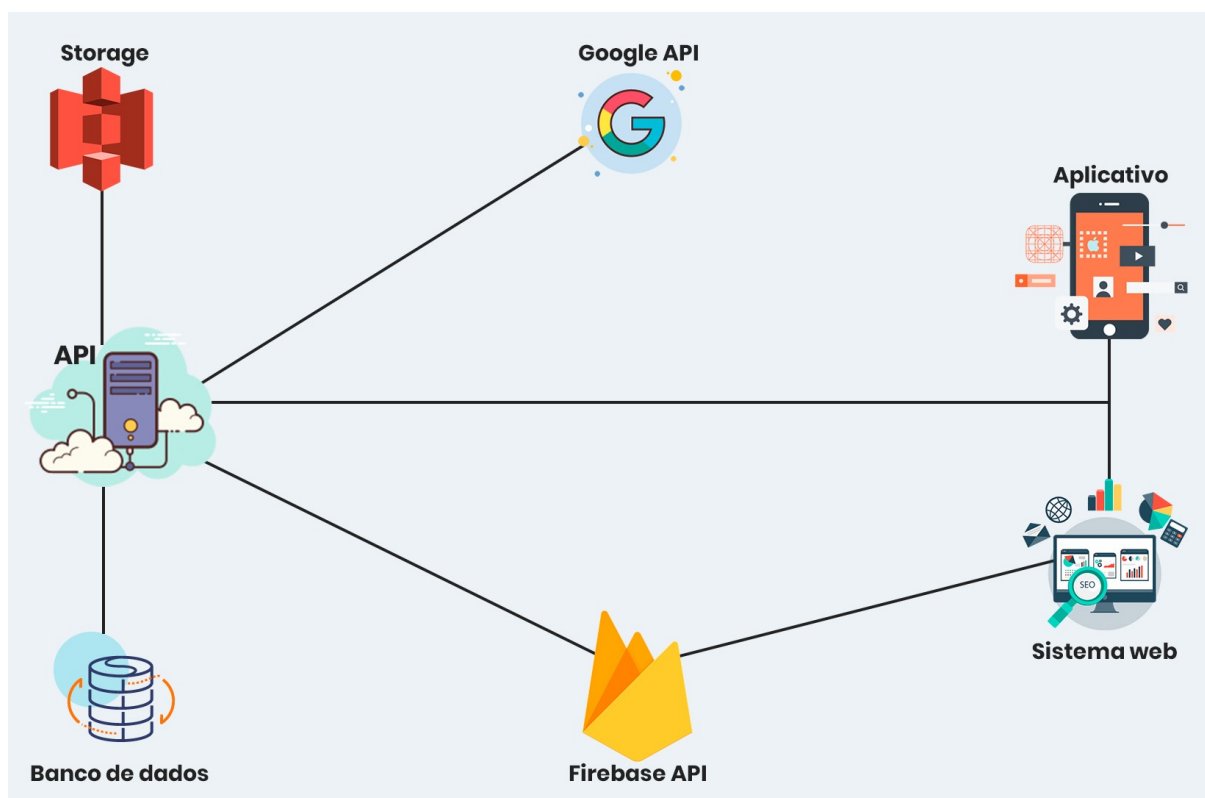 Storage
Google API
Aplicativo
API
SEO
Sistema web
Banco de dados
Firebase API